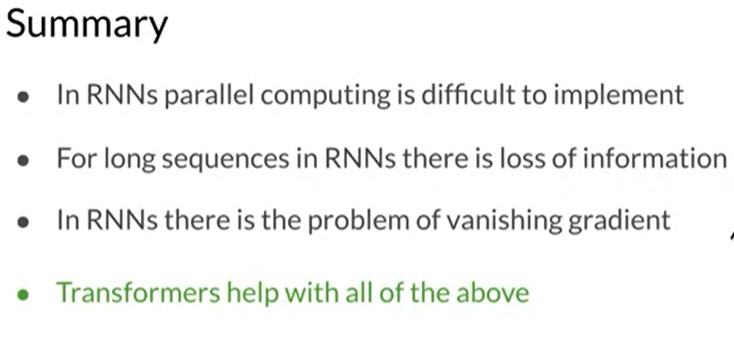 Summary
• In RNNs parallel computing is difficult to implement
• For long sequences in RNNs there is loss of information
• In RNNs there is the problem of vanishing gradient
• Transformers help with all of the above